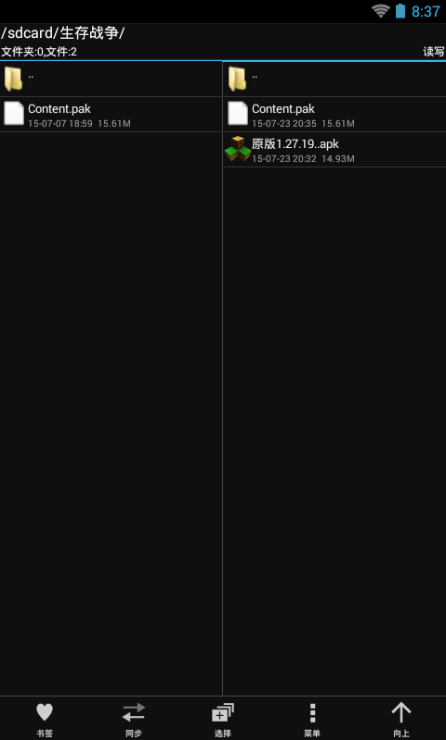 8:37
/sdcard/生存战争/
文件夹:0,文件:2
读写
..
Content.pak
15-07-07 18:59 15.61M
..
Content.pak
15-07-23 20:35 15.61M
原版1.27.19..apk
15-07-23 20:32 14.93M
书签
同步
选择
菜单
向上